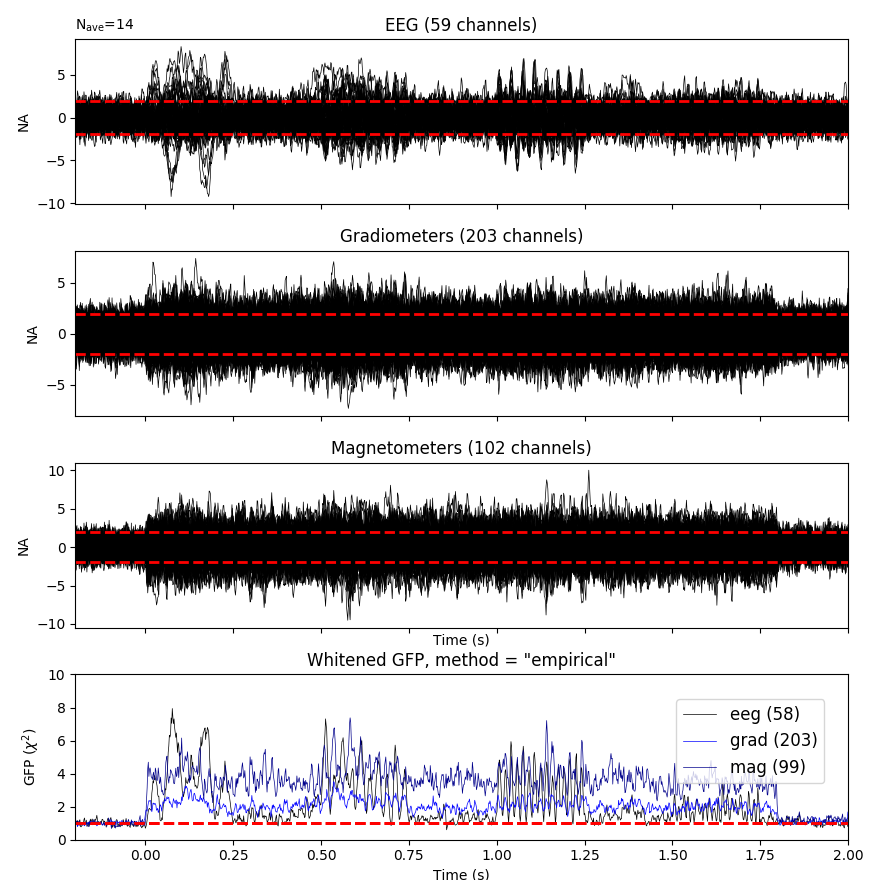 N_ave=14
EEG (59 channels)
5
0
−5
−10
NA
Gradiometers (203 channels)
5
0
−5
NA
Magnetometers (102 channels)
10
5
0
−5
−10
NA
Time (s)
Whitened GFP, method = "empirical"
10
8
6
4
2
0
GFP (χ²)
eeg (58)
grad (203)
mag (99)
0.00 0.25 0.50 0.75 1.00 1.25 1.50 1.75 2.00
Time (s)